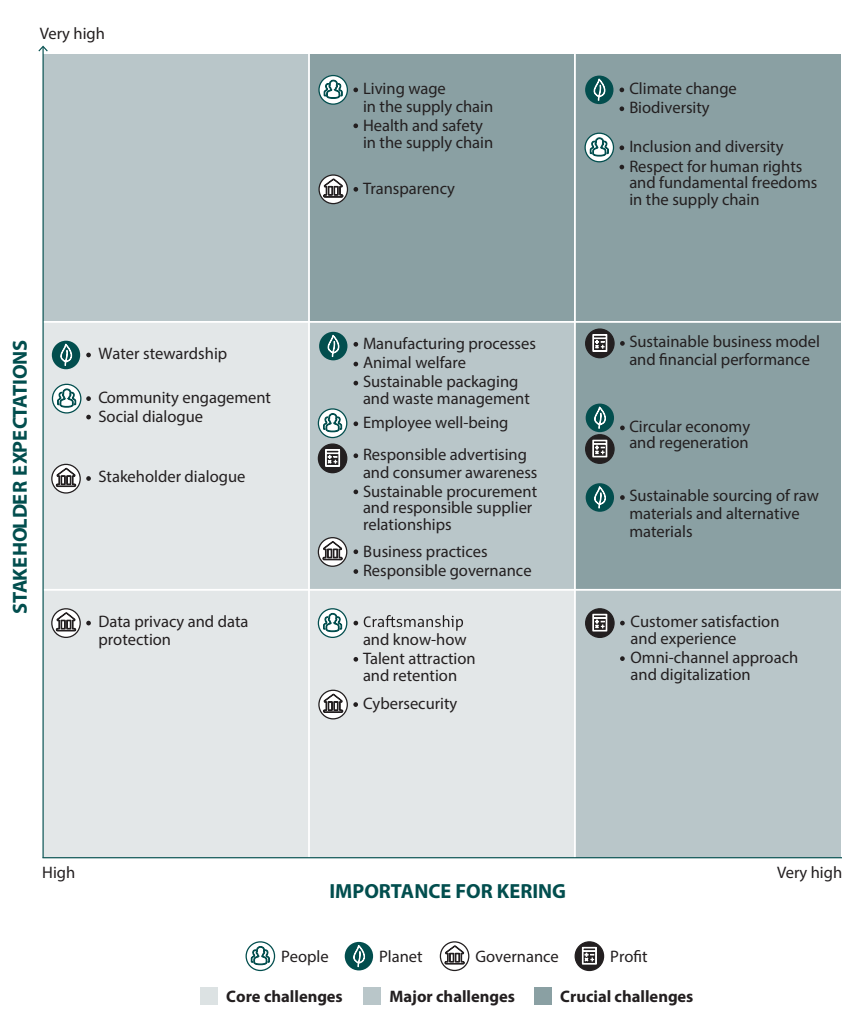 Very high
• Living wage
in the supply chain
• Health and safety
in the supply chain
• Transparency
• Climate change
• Biodiversity
• Inclusion and diversity
• Respect for human rights
and fundamental freedoms
in the supply chain
STAKEHOLDER EXPECTATIONS
• Water stewardship
• Community engagement
• Social dialogue
• Stakeholder dialogue
• Manufacturing processes
• Animal welfare
• Sustainable packaging
and waste management
• Employee well-being
• Responsible advertising
and consumer awareness
• Sustainable procurement
and responsible supplier
relationships
• Business practices
• Responsible governance
• Sustainable business model
and financial performance
• Circular economy
and regeneration
• Sustainable sourcing of raw
materials and alternative
materials
• Data privacy and data
protection
• Craftsmanship
and know-how
• Talent attraction
and retention
• Cybersecurity
• Customer satisfaction
and experience
• Omni-channel approach
and digitalization
High
Very high
IMPORTANCE FOR KERING
People
Planet
Governance
Profit
Core challenges
Major challenges
Crucial challenges